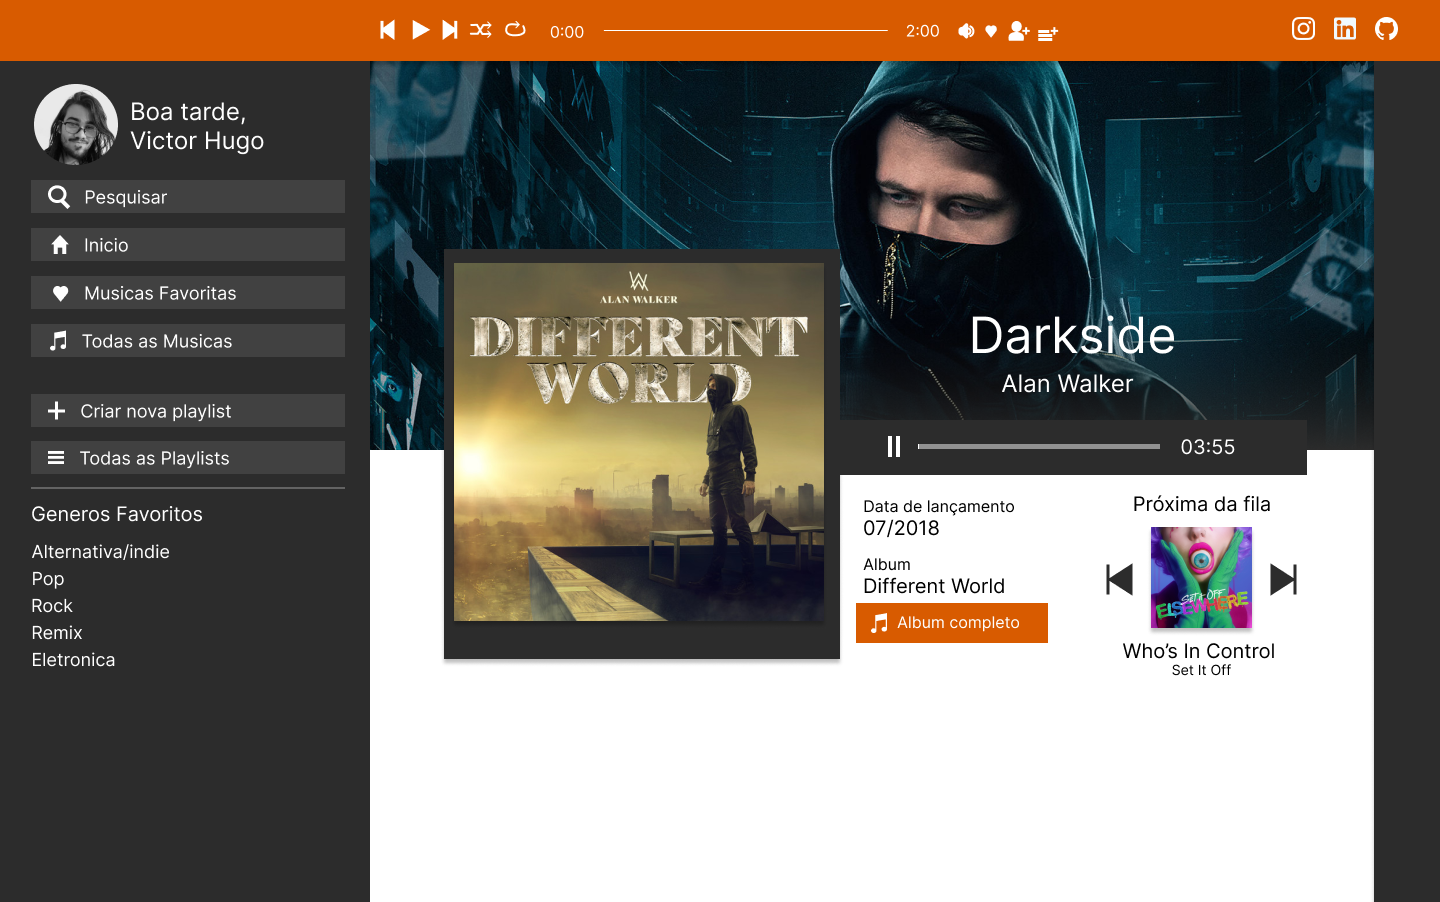 0:00
2:00
Boa tarde,
Victor Hugo
Pesquisar
Inicio
Musicas Favoritas
Todas as Musicas
Criar nova playlist
Todas as Playlists
Generos Favoritos
Alternativa/indie
Pop
Rock
Remix
Eletronica
ALAN WALKER
DIFFERENT
WORLD
Darkside
Alan Walker
03:55
Data de lançamento
07/2018
Album
Different World
Album completo
Próxima da fila
SET IT OFF
ELSEWHERE
Who’s In Control
Set It Off